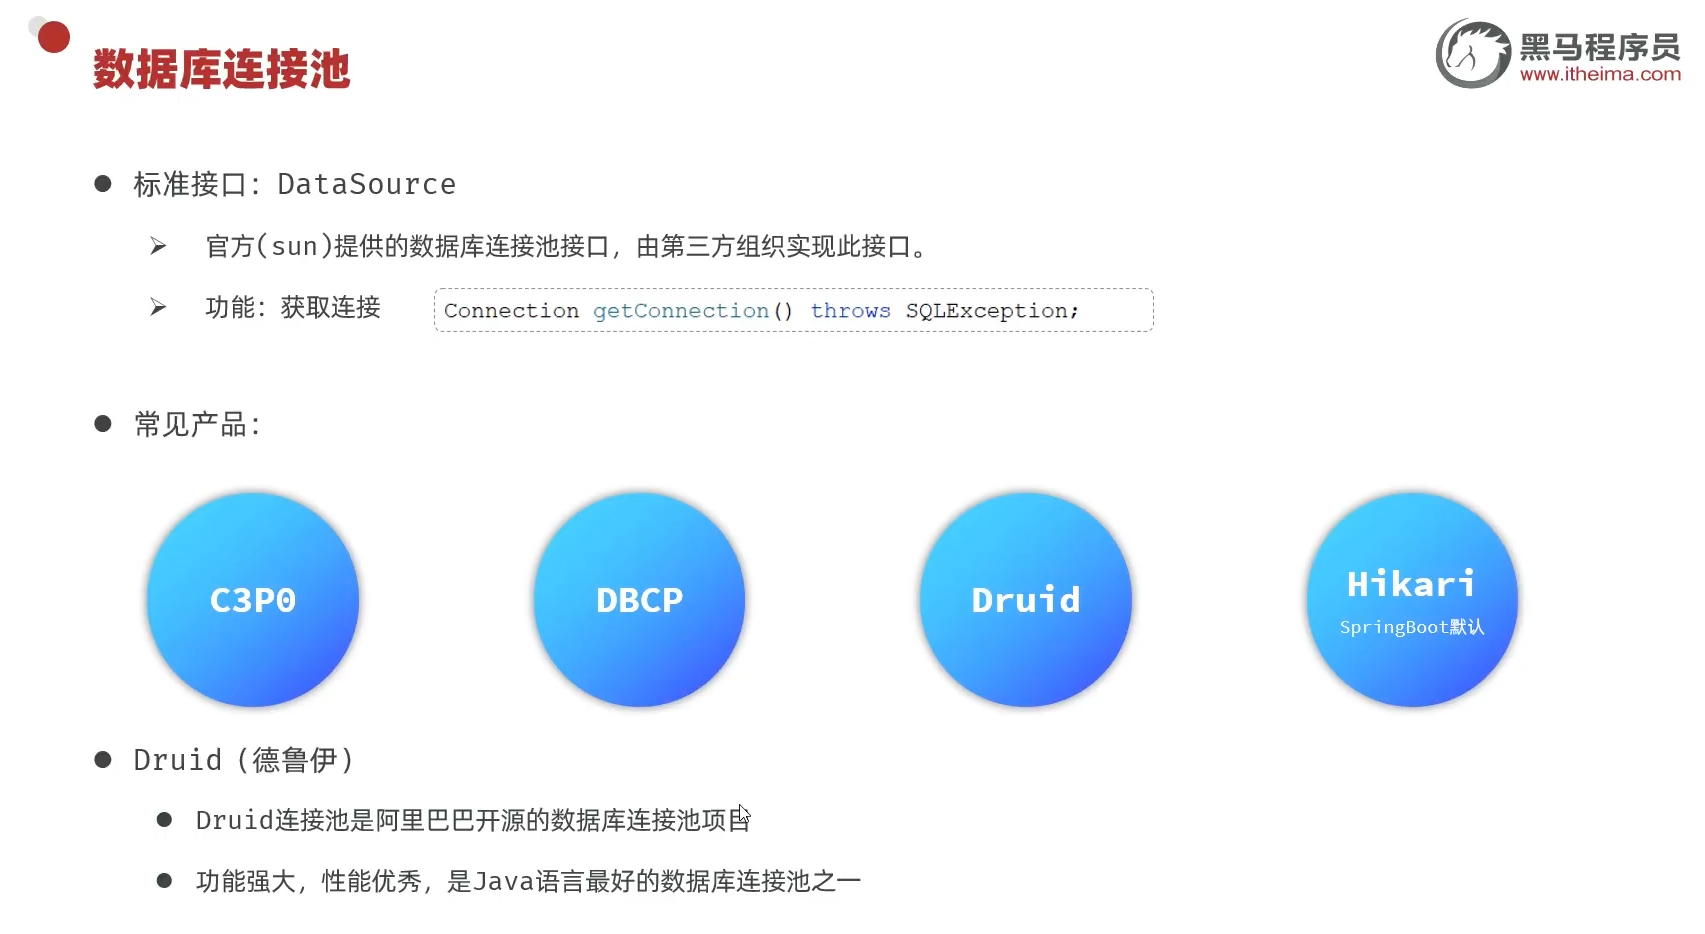 数据库连接池
黑马程序员
www.itheima.com
标准接口：DataSource
官方(sun)提供的数据库连接池接口，由第三方组织实现此接口。
功能：获取连接
Connection getConnection() throws SQLException;
常见产品：
C3P0
DBCP
Druid
Hikari
SpringBoot默认
Druid（德鲁伊）
Druid连接池是阿里巴巴开源的数据库连接池项目
功能强大，性能优秀，是Java语言最好的数据库连接池之一